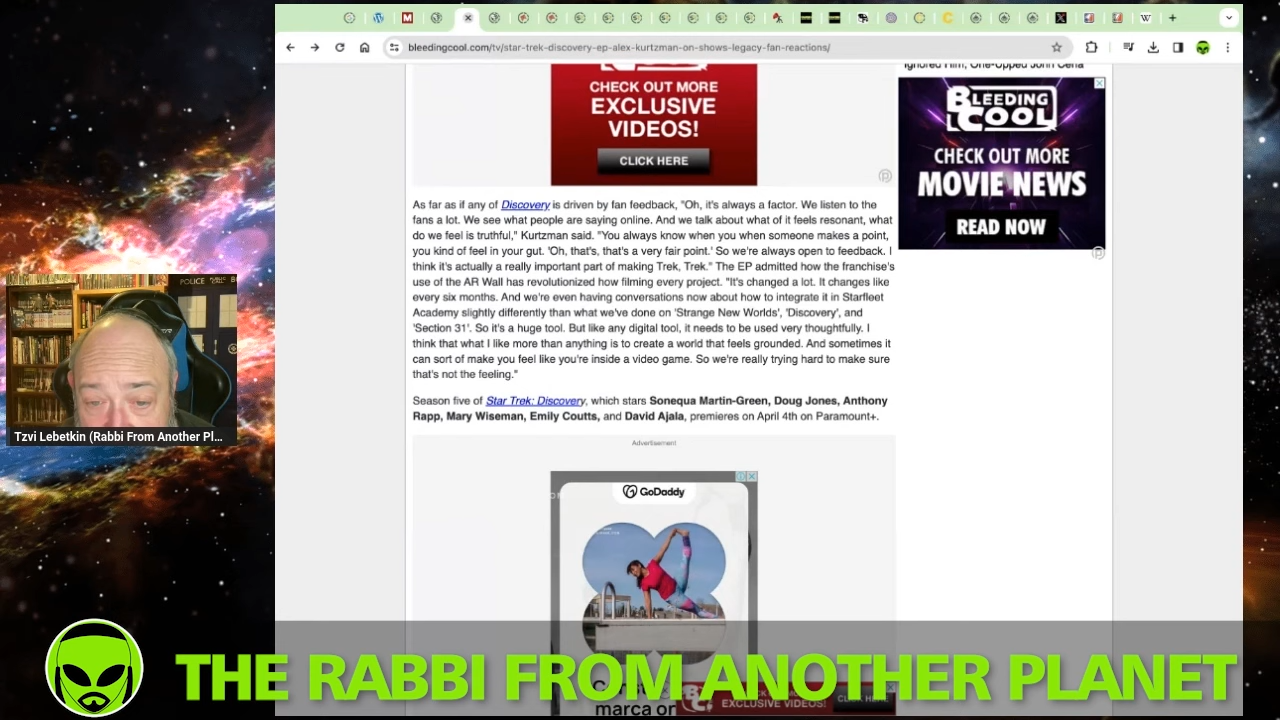 bleedingcool.com/tv/star-trek-discovery-ep-alex-kurtzman-on-shows-legacy-fan-reactions/
Ignored Film, One-Upped John Cena
CHECK OUT MORE
EXCLUSIVE
VIDEOS!
CLICK HERE
BLEEDING
COOL
CHECK OUT MORE
MOVIE NEWS
READ NOW
As far as if any of Discovery is driven by fan feedback, "Oh, it's always a factor. We listen to the
fans a lot. We see what people are saying online. And we talk about what of it feels resonant, what
do we feel is truthful," Kurtzman said. "You always know when you when someone makes a point,
you kind of feel in your gut. 'Oh, that's, that's a very fair point.' So we're always open to feedback. I
think it's actually a really important part of making Trek, Trek." The EP admitted how the franchise's
use of the AR Wall has revolutionized how filming every project. "It's changed a lot. It changes like
every six months. And we're even having conversations now about how to integrate it in Starfleet
Academy slightly differently than what we've done on 'Strange New Worlds', 'Discovery', and
'Section 31'. So it's a huge tool. But like any digital tool, it needs to be used very thoughtfully. I
think that what I like more than anything is to create a world that feels grounded. And sometimes it
can sort of make you feel like you're inside a video game. So we're really trying hard to make sure
that's not the feeling."
Season five of Star Trek: Discovery, which stars Sonequa Martin-Green, Doug Jones, Anthony
Rapp, Mary Wiseman, Emily Coutts, and David Ajala, premieres on April 4th on Paramount+.
Advertisement
GoDaddy
POLICE
Tzvi Lebetkin (Rabbi From Another Pl...
THE RABBI FROM ANOTHER PLANET
marca
EXCLUSIVE VIDEOS!
CLICK HERE